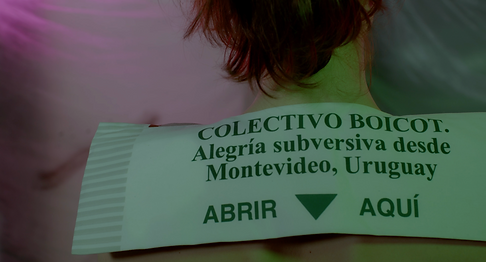 COLECTIVO BOICOT.
Alegría subversiva desde
Montevideo, Uruguay
ABRIR AQUÍ